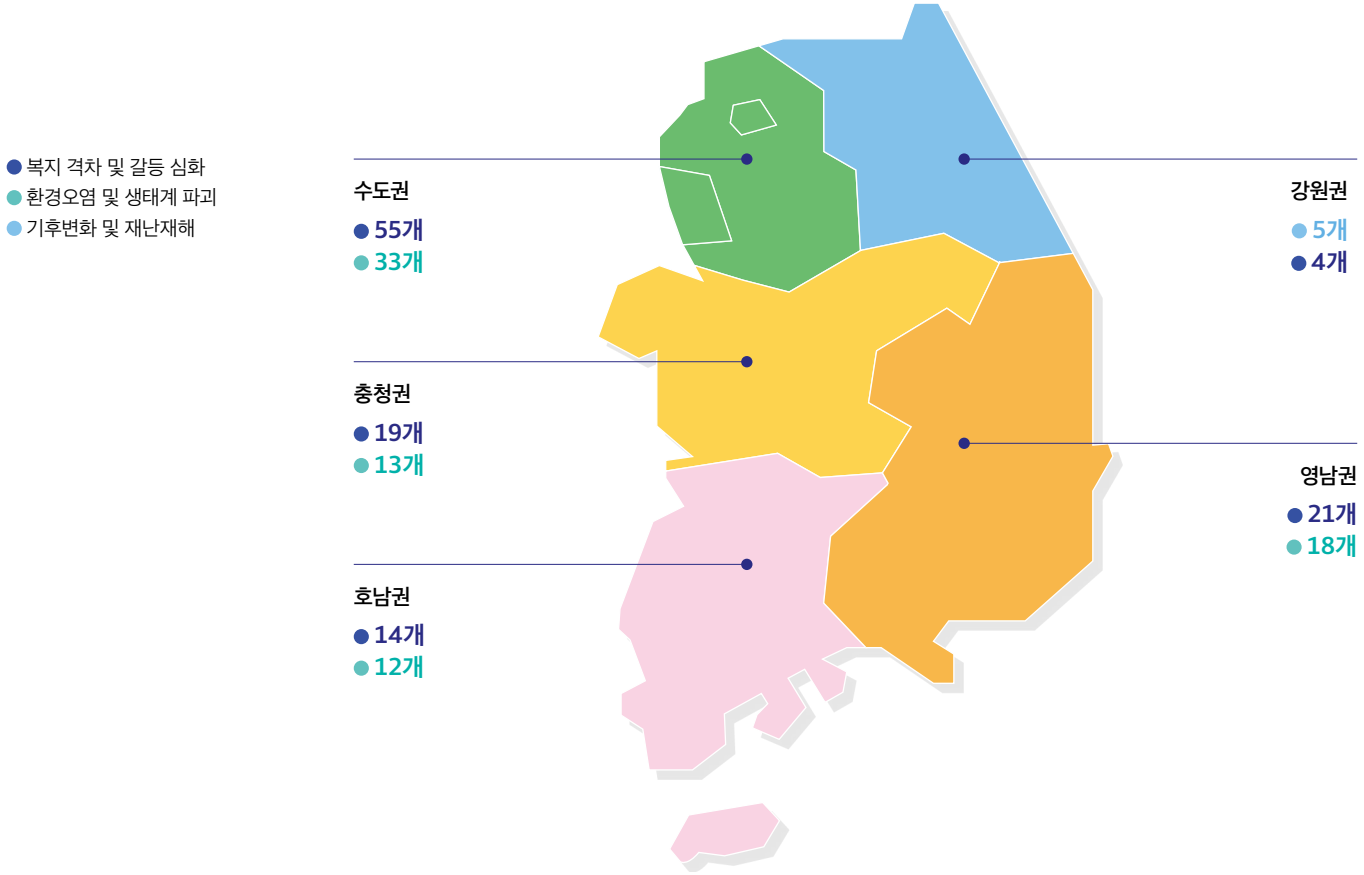 복지 격차 및 갈등 심화
환경오염 및 생태계 파괴
기후변화 및 재난재해
수도권
55개
33개
강원권
5개
4개
충청권
19개
13개
영남권
21개
18개
호남권
14개
12개